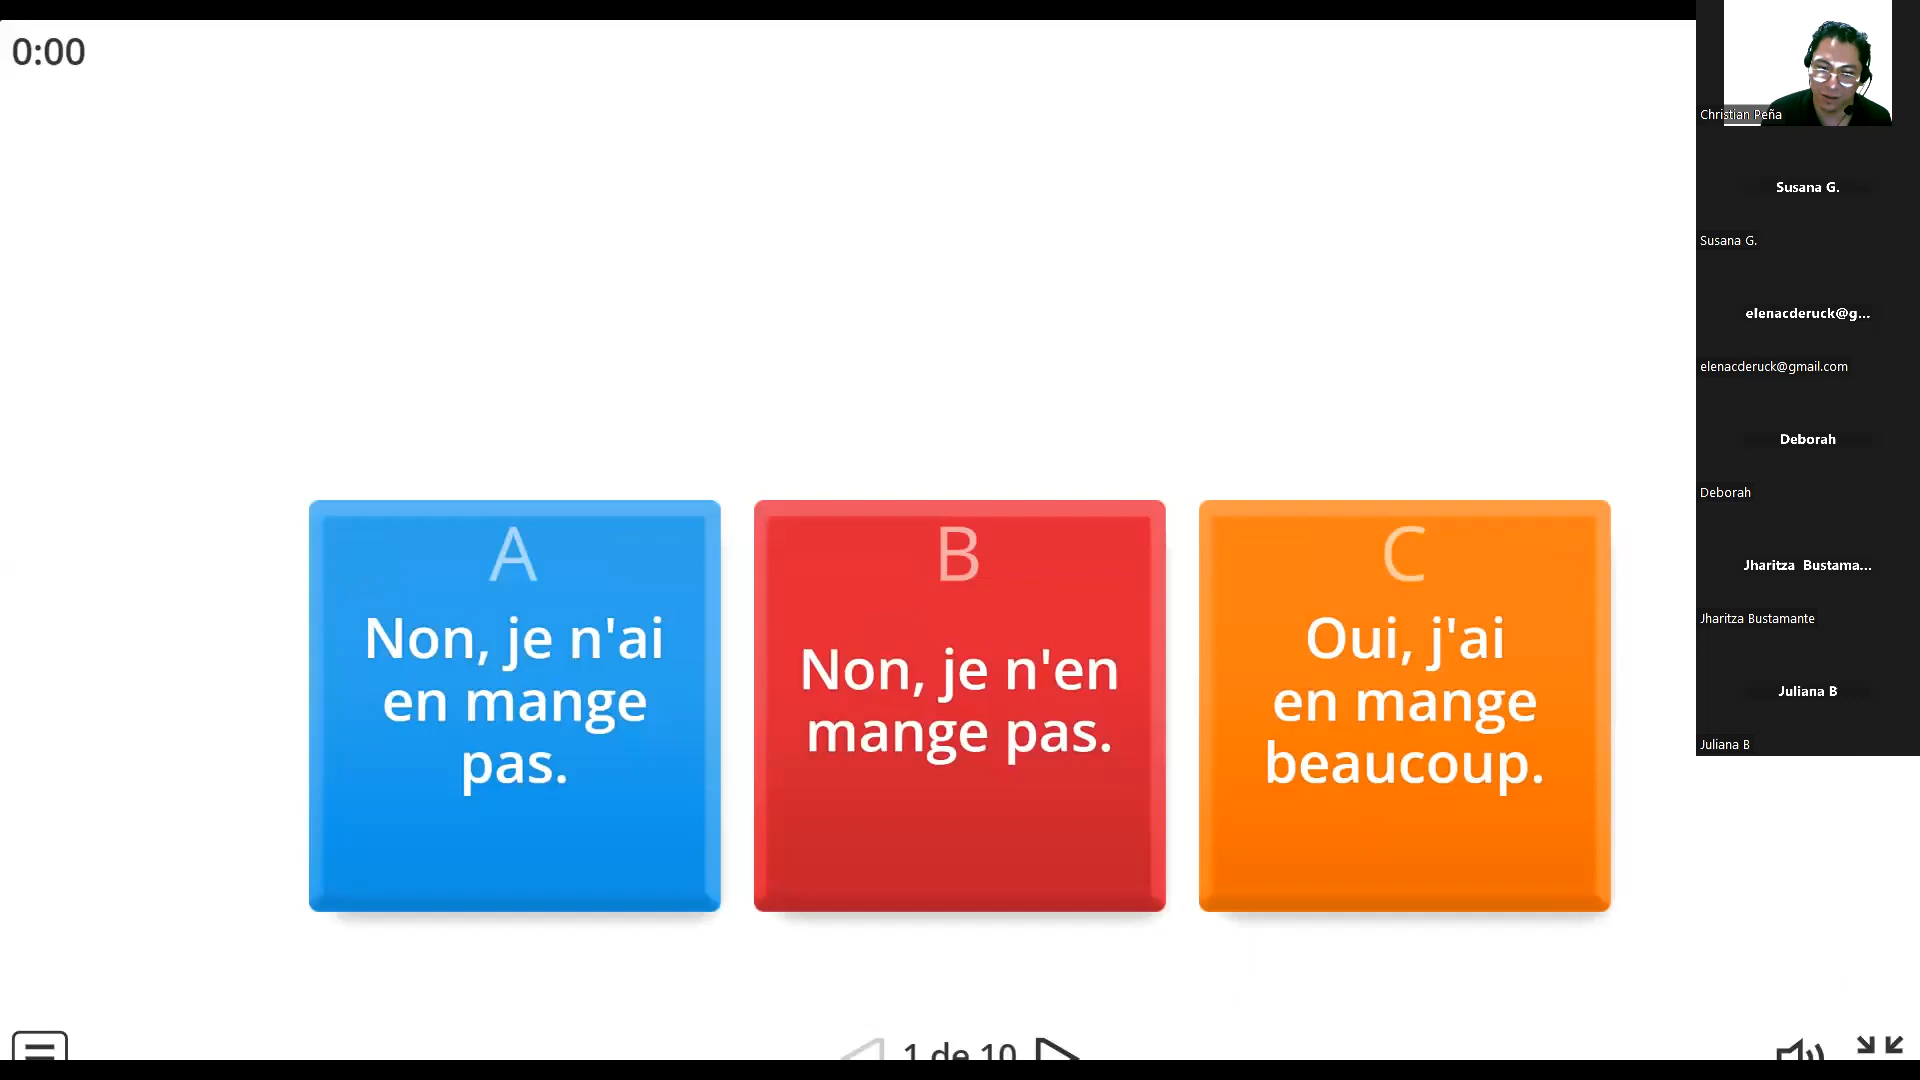 0:00
A
Non, je n'ai
en mange
pas.
B
Non, je n'en
mange pas.
C
Oui, j'ai
en mange
beaucoup.
1 de 10
Christian Peña
Susana G.
Susana G.
elenacderuck@g...
elenacderuck@gmail.com
Deborah
Deborah
Jharitza Bustama...
Jharitza Bustamante
Juliana B
Juliana B